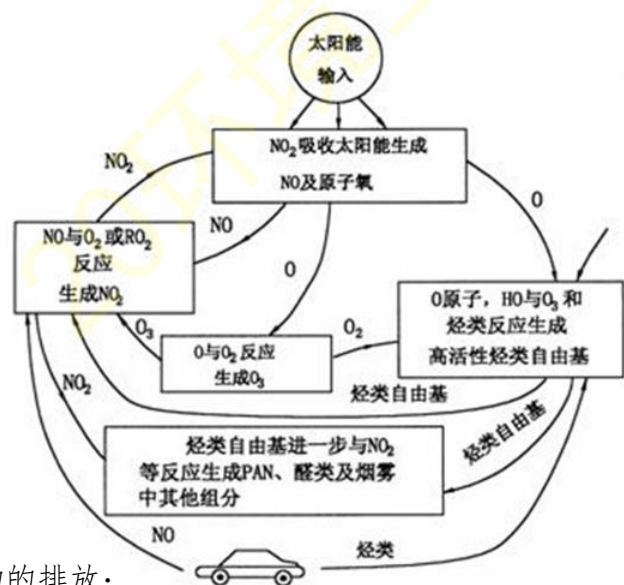 太阳能
输入
NO₂吸收太阳能生成
NO及原子氧
NO₂
NO
O
O
NO与O₂或RO₂
反应
生成NO₂
O₃
O与O₂反应
生成O₃
O₂
O原子，HO与O₃和
烃类反应生成
高活性烃类自由基
NO₂
烃类自由基
烃类自由基
烃类自由基进一步与NO₂
等反应生成PAN、醛类及烟雾
中其他组分
NO
烃类
的排放；